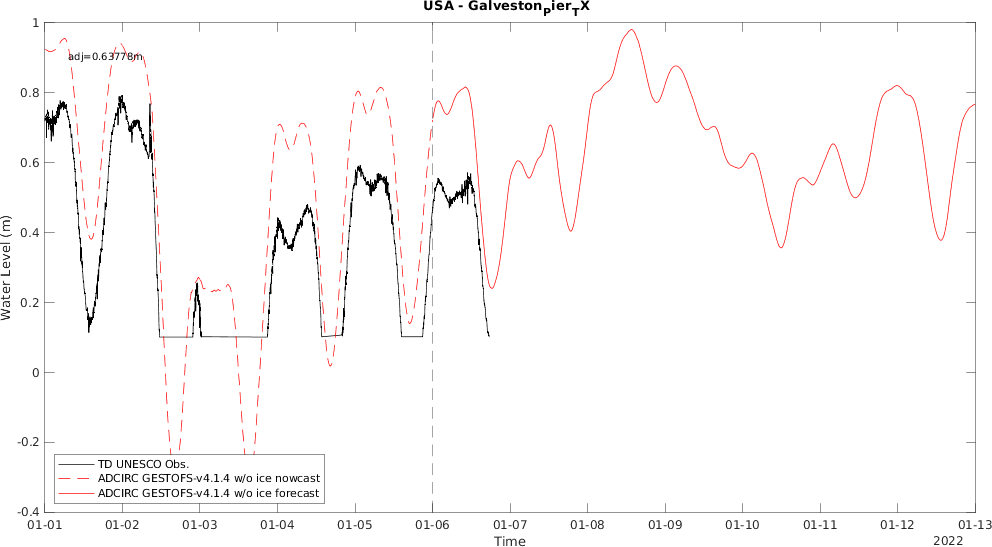 USA - Galveston_Pier_TX
adj=0.63778m
1
0.8
0.6
0.4
0.2
0
-0.2
-0.4
Water Level (m)
TD UNESCO Obs.
ADCIRC GESTOFS-v4.1.4 w/o ice nowcast
ADCIRC GESTOFS-v4.1.4 w/o ice forecast
01-01 01-02 01-03 01-04 01-05 01-06 01-07 01-08 01-09 01-10 01-11 01-12 01-13
Time
2022